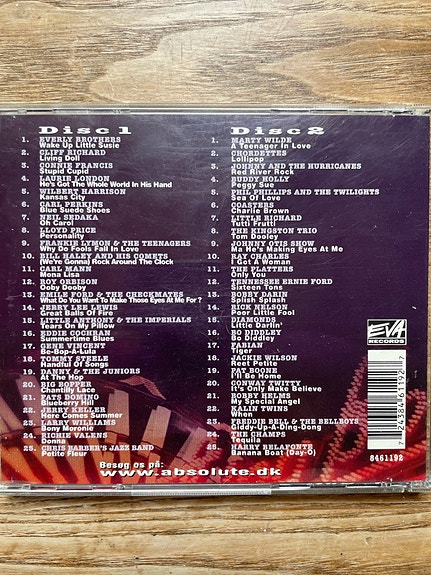 Disc 1
1. EVERLY BROTHERS
Wake Up Little Susie
2. CLIFF RICHARD
Living Doll
3. CONNIE FRANCIS
Stupid Cupid
4. LAURIE LONDON
He's Got The Whole World In His Hand
5. WILBERT HARRISON
Kansas City
6. CARL PERKINS
Blue Suede Shoes
7. NEIL SEDAKA
Oh Carol
8. LLOYD PRICE
Personality
9. FRANKIE LYMON & THE TEENAGERS
Why Do Fools Fall In Love
10. BILL HALEY AND HIS COMETS
(We're Gonna) Rock Around The Clock
11. CARL MANN
Mona Lisa
12. ROY ORBISON
Ooby Dooby
13. EMILE FORD & THE CHECKMATES
What Do You Want To Make Those Eyes At Me For ?
14. JERRY LEE LEWIS
Great Balls Of Fire
15. LITTLE ANTHONY & THE IMPERIALS
Tears On My Pillow
16. EDDIE COCHRAN
Summertime Blues
17. GENE VINCENT
Be-Bop-A-Lula
18. TOMMY STEELE
Handful Of Songs
19. DANNY & THE JUNIORS
At The Hop
20. BIG BOPPER
Chantilly Lace
21. FATS DOMINO
Blueberry Hill
22. JERRY KELLER
Here Comes Summer
23. LARRY WILLIAMS
Bony Moronie
24. RICHIE VALENS
Donna
25. CHRIS BARBER'S JAZZ BAND
Petite Fleur
Disc 2
1. MARTY WILDE
A Teenager In Love
2. CHORDETTES
Lollipop
3. JOHNNY AND THE HURRICANES
Red River Rock
4. BUDDY HOLLY
Peggy Sue
5. PHIL PHILLIPS AND THE TWILIGHTS
Sea Of Love
6. COASTERS
Charlie Brown
7. LITTLE RICHARD
Tutti Frutti
8. THE KINGSTON TRIO
Tom Dooley
9. JOHNNY OTIS SHOW
Ma He's Making Eyes At Me
10. RAY CHARLES
I Got A Woman
11. THE PLATTERS
Only You
12. TENNESSEE ERNIE FORD
Sixteen Tons
13. BOBBY DARIN
Splish Splash
14. RICK NELSON
Poor Little Fool
15. DIAMONDS
Little Darlin'
16. BO DIDDLEY
Bo Diddley
17. FABIAN
Tiger
18. JACKIE WILSON
Reet Petite
19. PAT BOONE
I'll Be Home
20. CONWAY TWITTY
It's Only Make Believe
21. BOBBY HELMS
My Special Angel
22. KALIN TWINS
When
23. FREDDIE BELL & THE BELLBOYS
Giddy-Up-A-Ding-Dong
24. THE CHAMPS
Tequila
25. HARRY BELAFONTE
Banana Boat (Day-O)
EVA
RECORDS
7 24384 61192 7
8461192
Besøg os på:
www.absolute.dk